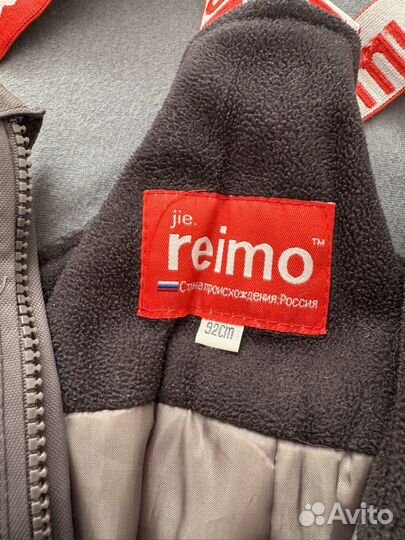 jie.
reimo™
Страна происхождения: Россия
92cm
Avito